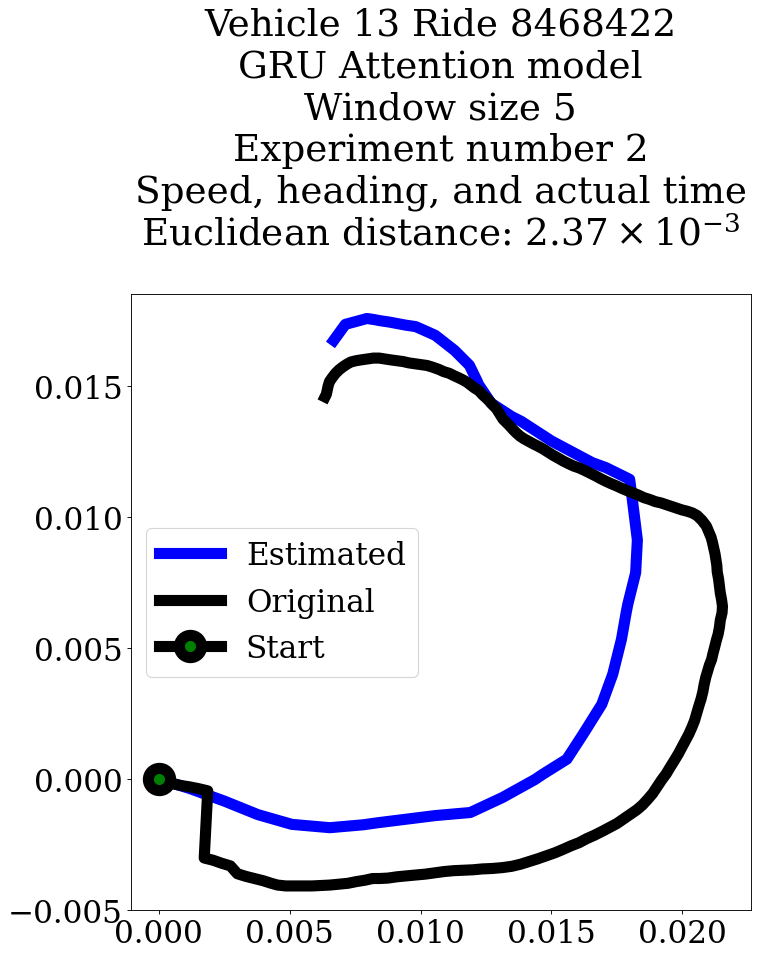 Vehicle 13 Ride 8468422
GRU Attention model
Window size 5
Experiment number 2
Speed, heading, and actual time
Euclidean distance: 2.37 × 10⁻³
0.015
0.010
0.005
0.000
−0.005
Estimated
Original
Start
0.000 0.005 0.010 0.015 0.020